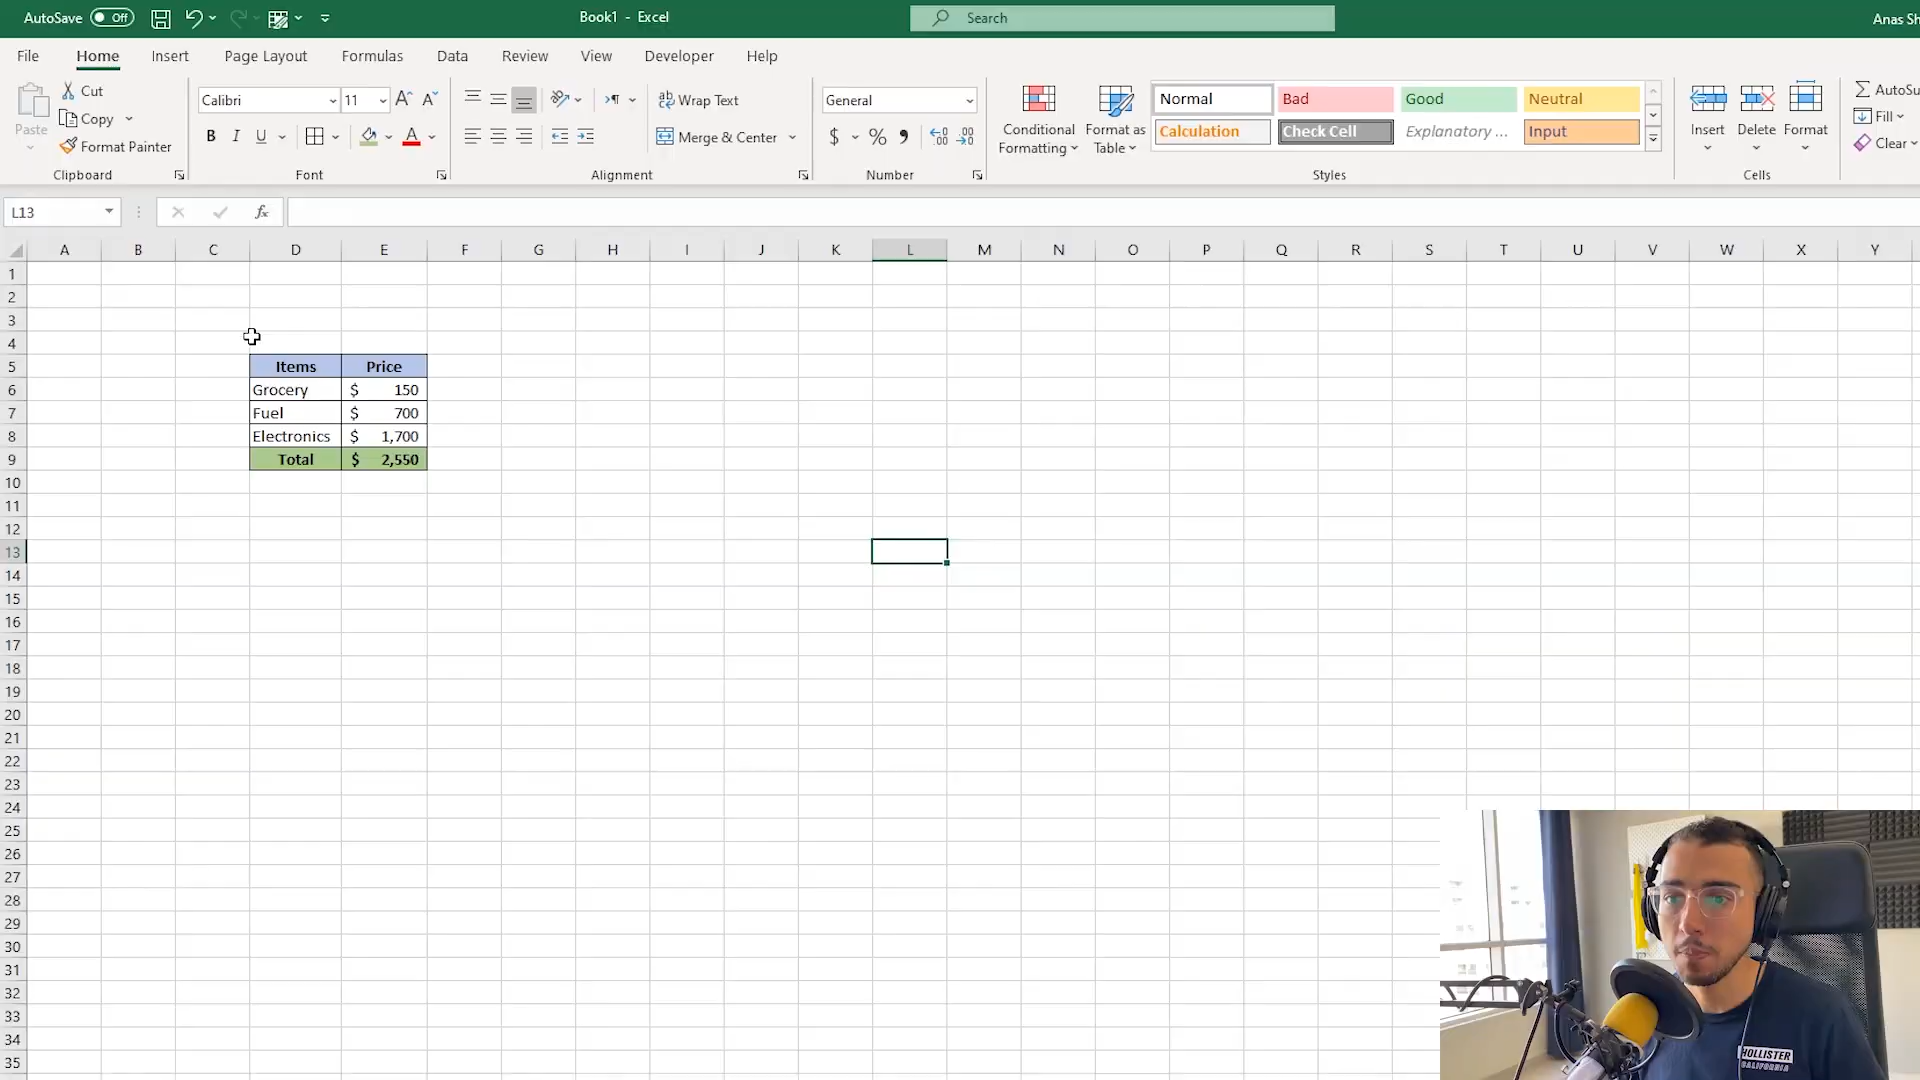 AutoSave Off Book1 - Excel Search Anas Sh
File Home Insert Page Layout Formulas Data Review View Developer Help
Paste Cut Copy Format Painter Clipboard
Calibri 11 B I U Font
Wrap Text Merge & Center Alignment
General $ % , Number
Conditional Formatting Format as Table
Normal Bad Good Neutral
Calculation Check Cell Explanatory ... Input
Styles
Insert Delete Format Cells
AutoSu
Fill
Clear
L13 fx
A B C D E F G H I J K L M N O P Q R S T U V W X Y
1
2
3
4
5 Items Price
6 Grocery $ 150
7 Fuel $ 700
8 Electronics $ 1,700
9 Total $ 2,550
10
11
12
13
14
15
16
17
18
19
20
21
22
23
24
25
26
27
28
29
30
31
32
33
34
35
HOLLISTER
CALIFORNIA